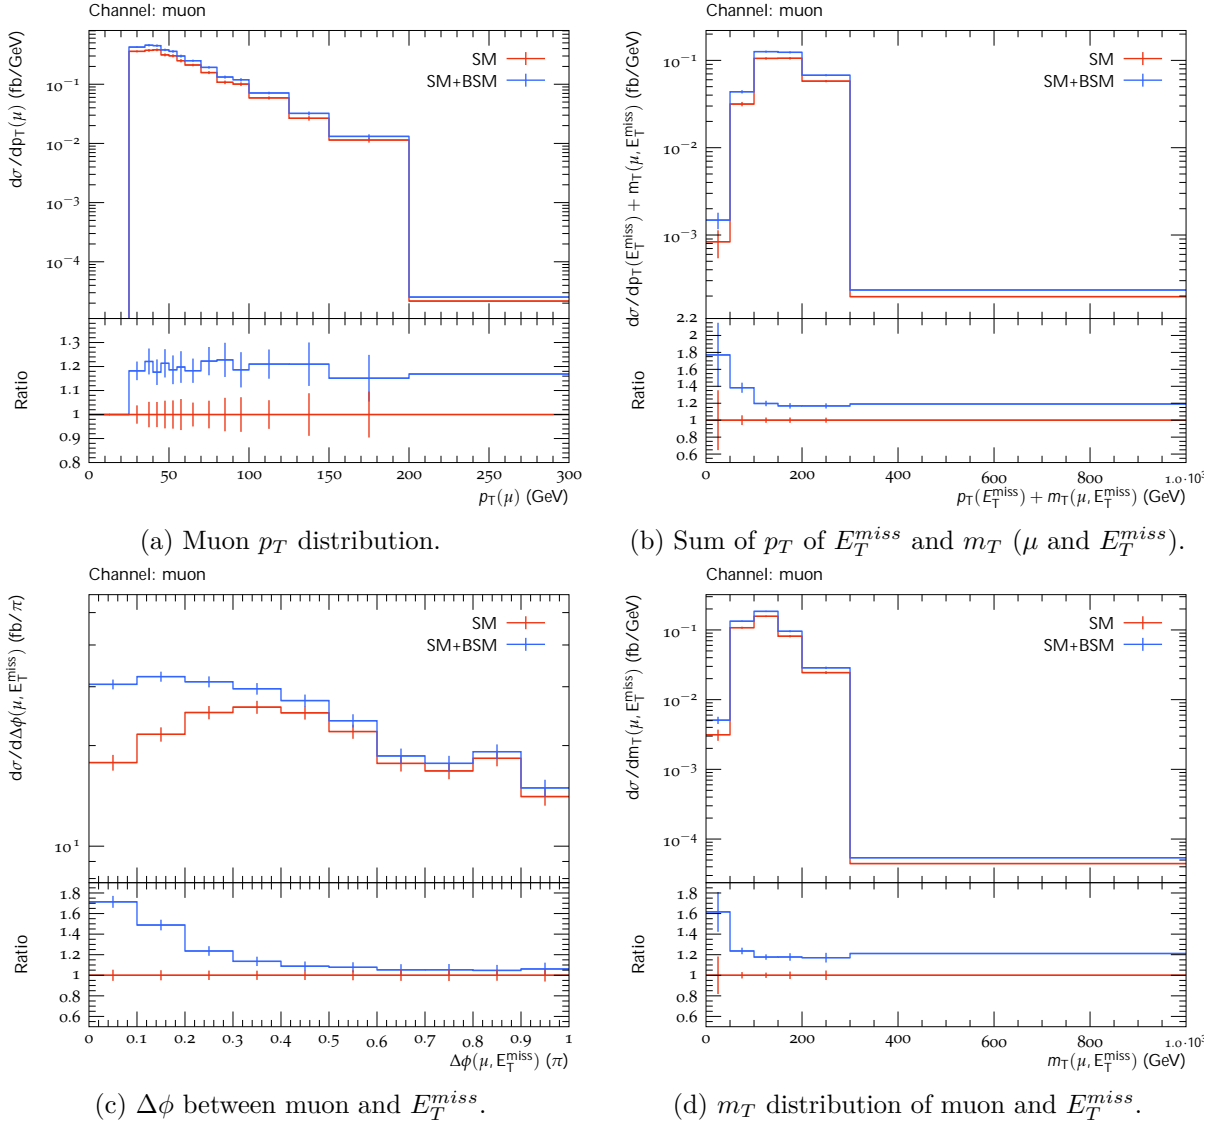 Channel: muon
dσ/dp_T(μ) (fb/GeV)
SM
SM+BSM
10⁻¹
10⁻²
10⁻³
10⁻⁴
Ratio
1.3
1.2
1.1
1
0.9
0.8
0 50 100 150 200 250 300
p_T(μ) (GeV)
(a) Muon p_T distribution.
Channel: muon
dσ/dp_T(E_T^miss) + m_T(μ, E_T^miss) (fb/GeV)
SM
SM+BSM
10⁻¹
10⁻²
10⁻³
Ratio
2.2
2
1.8
1.6
1.4
1.2
1
0.8
0.6
0 200 400 600 800 1.0·10³
p_T(E_T^miss) + m_T(μ, E_T^miss) (GeV)
(b) Sum of p_T of E_T^miss and m_T (μ and E_T^miss).
Channel: muon
dσ/dΔϕ(μ, E_T^miss) (fb/π)
SM
SM+BSM
10¹
Ratio
1.8
1.6
1.4
1.2
1
0.8
0.6
0 0.1 0.2 0.3 0.4 0.5 0.6 0.7 0.8 0.9 1
Δϕ(μ, E_T^miss) (π)
(c) Δϕ between muon and E_T^miss.
Channel: muon
dσ/dm_T(μ, E_T^miss) (fb/GeV)
SM
SM+BSM
10⁻¹
10⁻²
10⁻³
10⁻⁴
Ratio
1.8
1.6
1.4
1.2
1
0.8
0.6
0 200 400 600 800 1.0·10³
m_T(μ, E_T^miss) (GeV)
(d) m_T distribution of muon and E_T^miss.